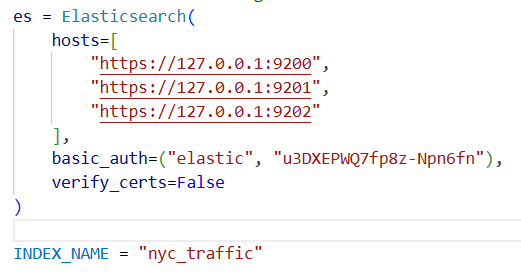 es = Elasticsearch(
    hosts=[
        "https://127.0.0.1:9200",
        "https://127.0.0.1:9201",
        "https://127.0.0.1:9202"
    ],
    basic_auth=("elastic", "u3DXEPWQ7fp8z-Npn6fn"),
    verify_certs=False
)
INDEX_NAME = "nyc_traffic"